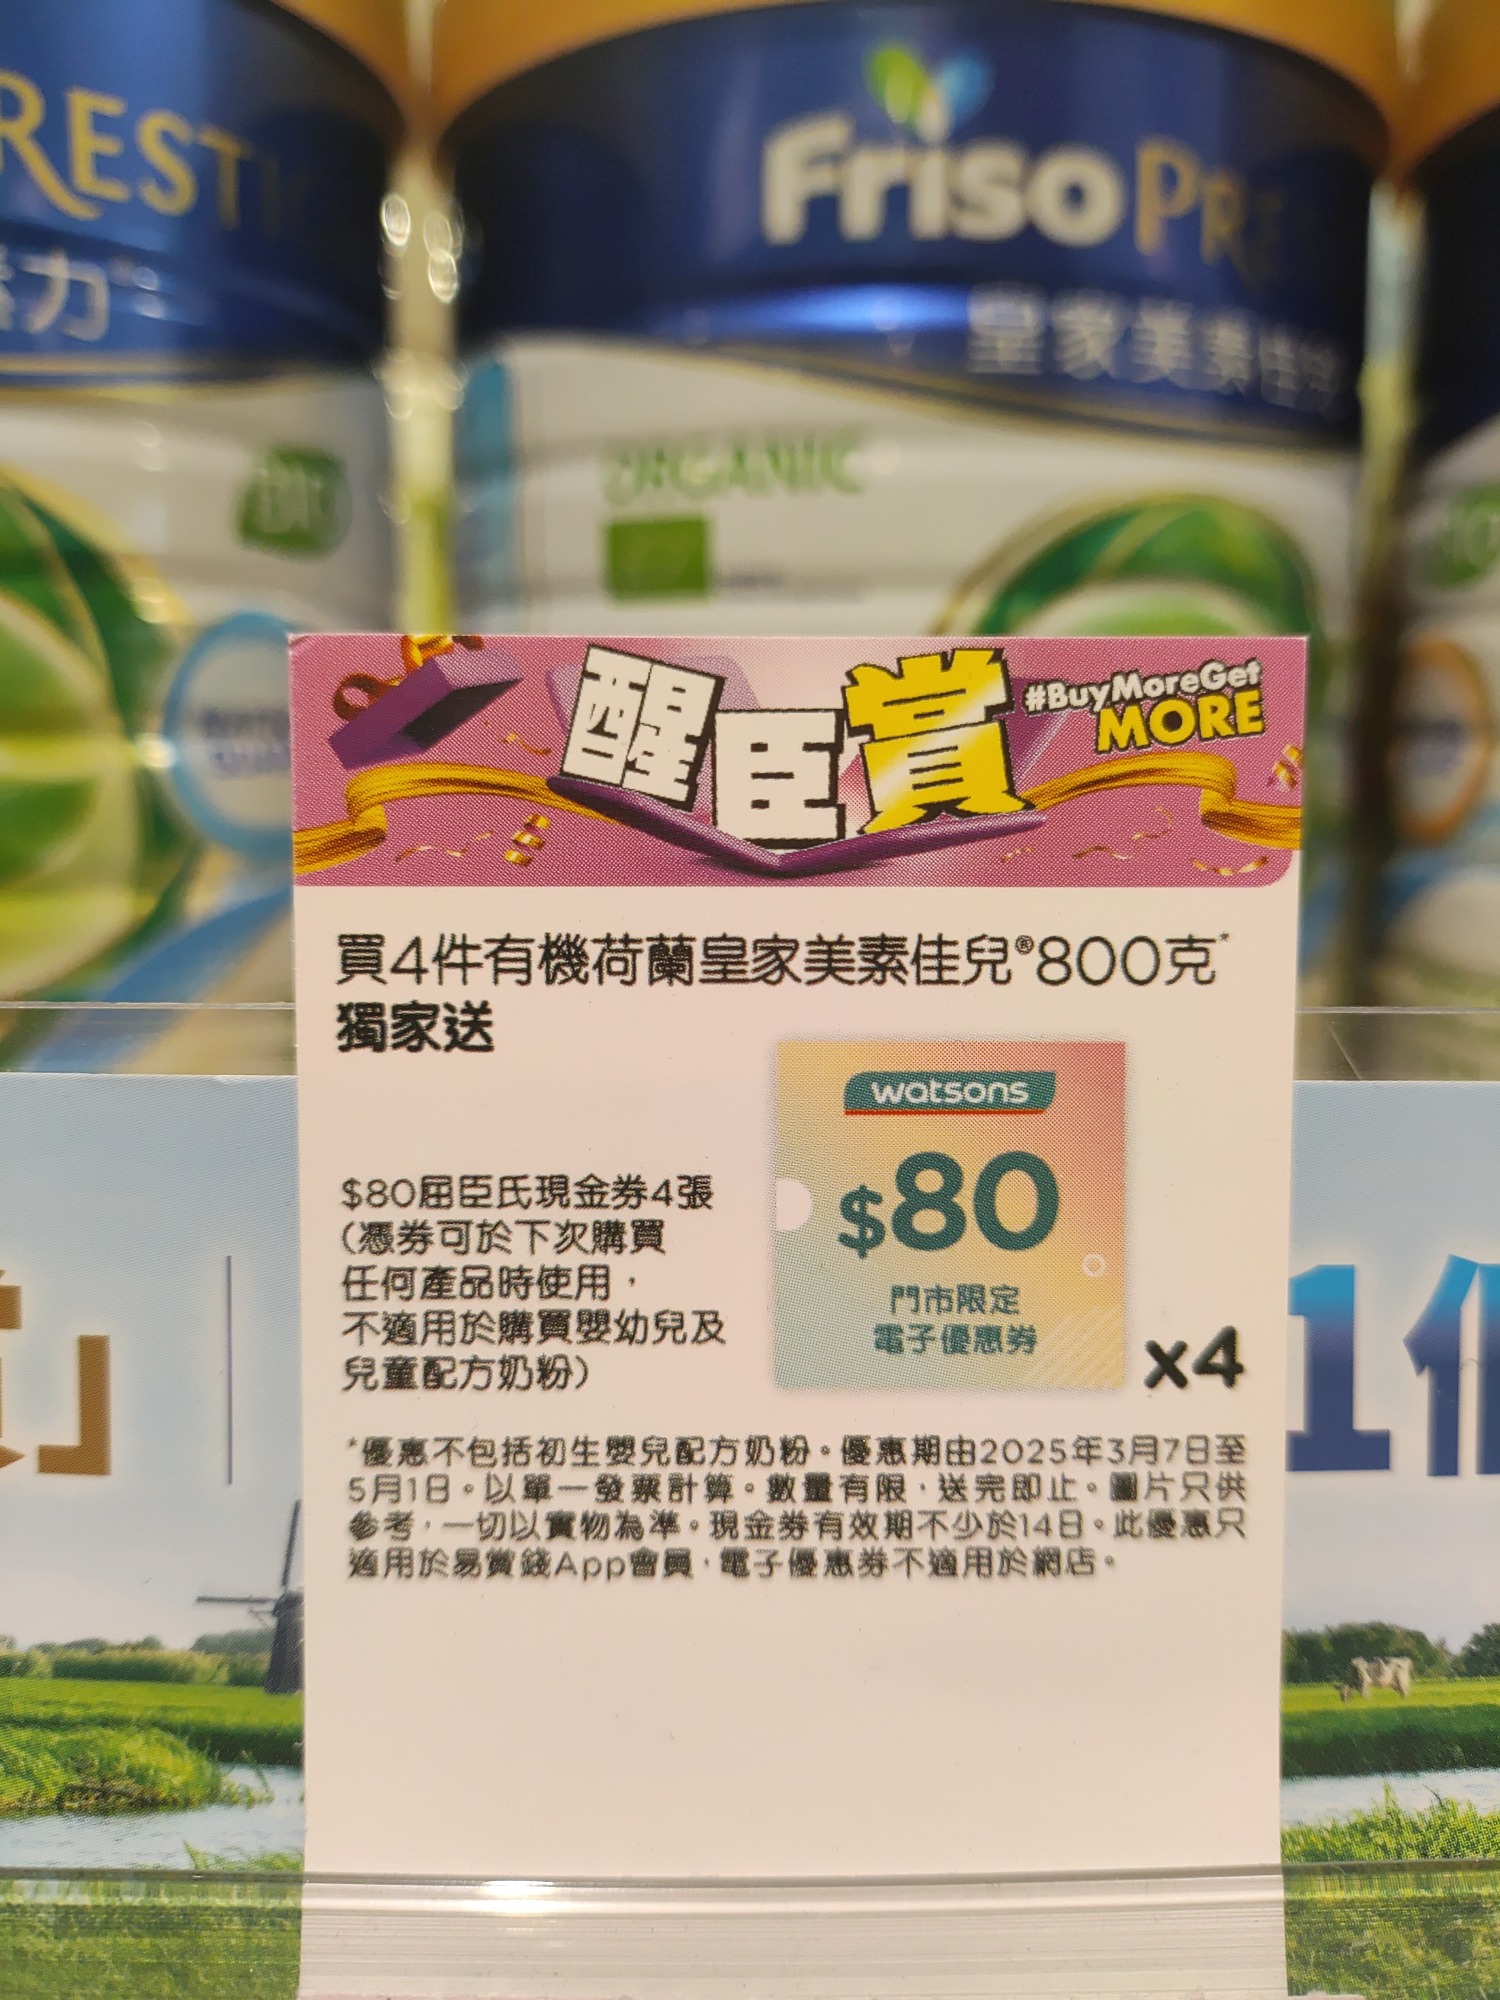 REST
力
Friso PR
皇家美素佳兒
ORGANIC
醒臣賞
#BuyMoreGet
MORE
買4件有機荷蘭皇家美素佳兒®800克*
獨家送
watsons
$80
門市限定
電子優惠券
x4
$80屈臣氏現金券4張
(憑券可於下次購買
任何產品時使用，
不適用於購買嬰幼兒及
兒童配方奶粉)
*優惠不包括初生嬰兒配方奶粉。優惠期由2025年3月7日至
5月1日。以單一發票計算。數量有限，送完即止。圖片只供
參考，一切以實物為準。現金券有效期不少於14日。此優惠只
適用於易賞錢App會員，電子優惠券不適用於網店。
」
1